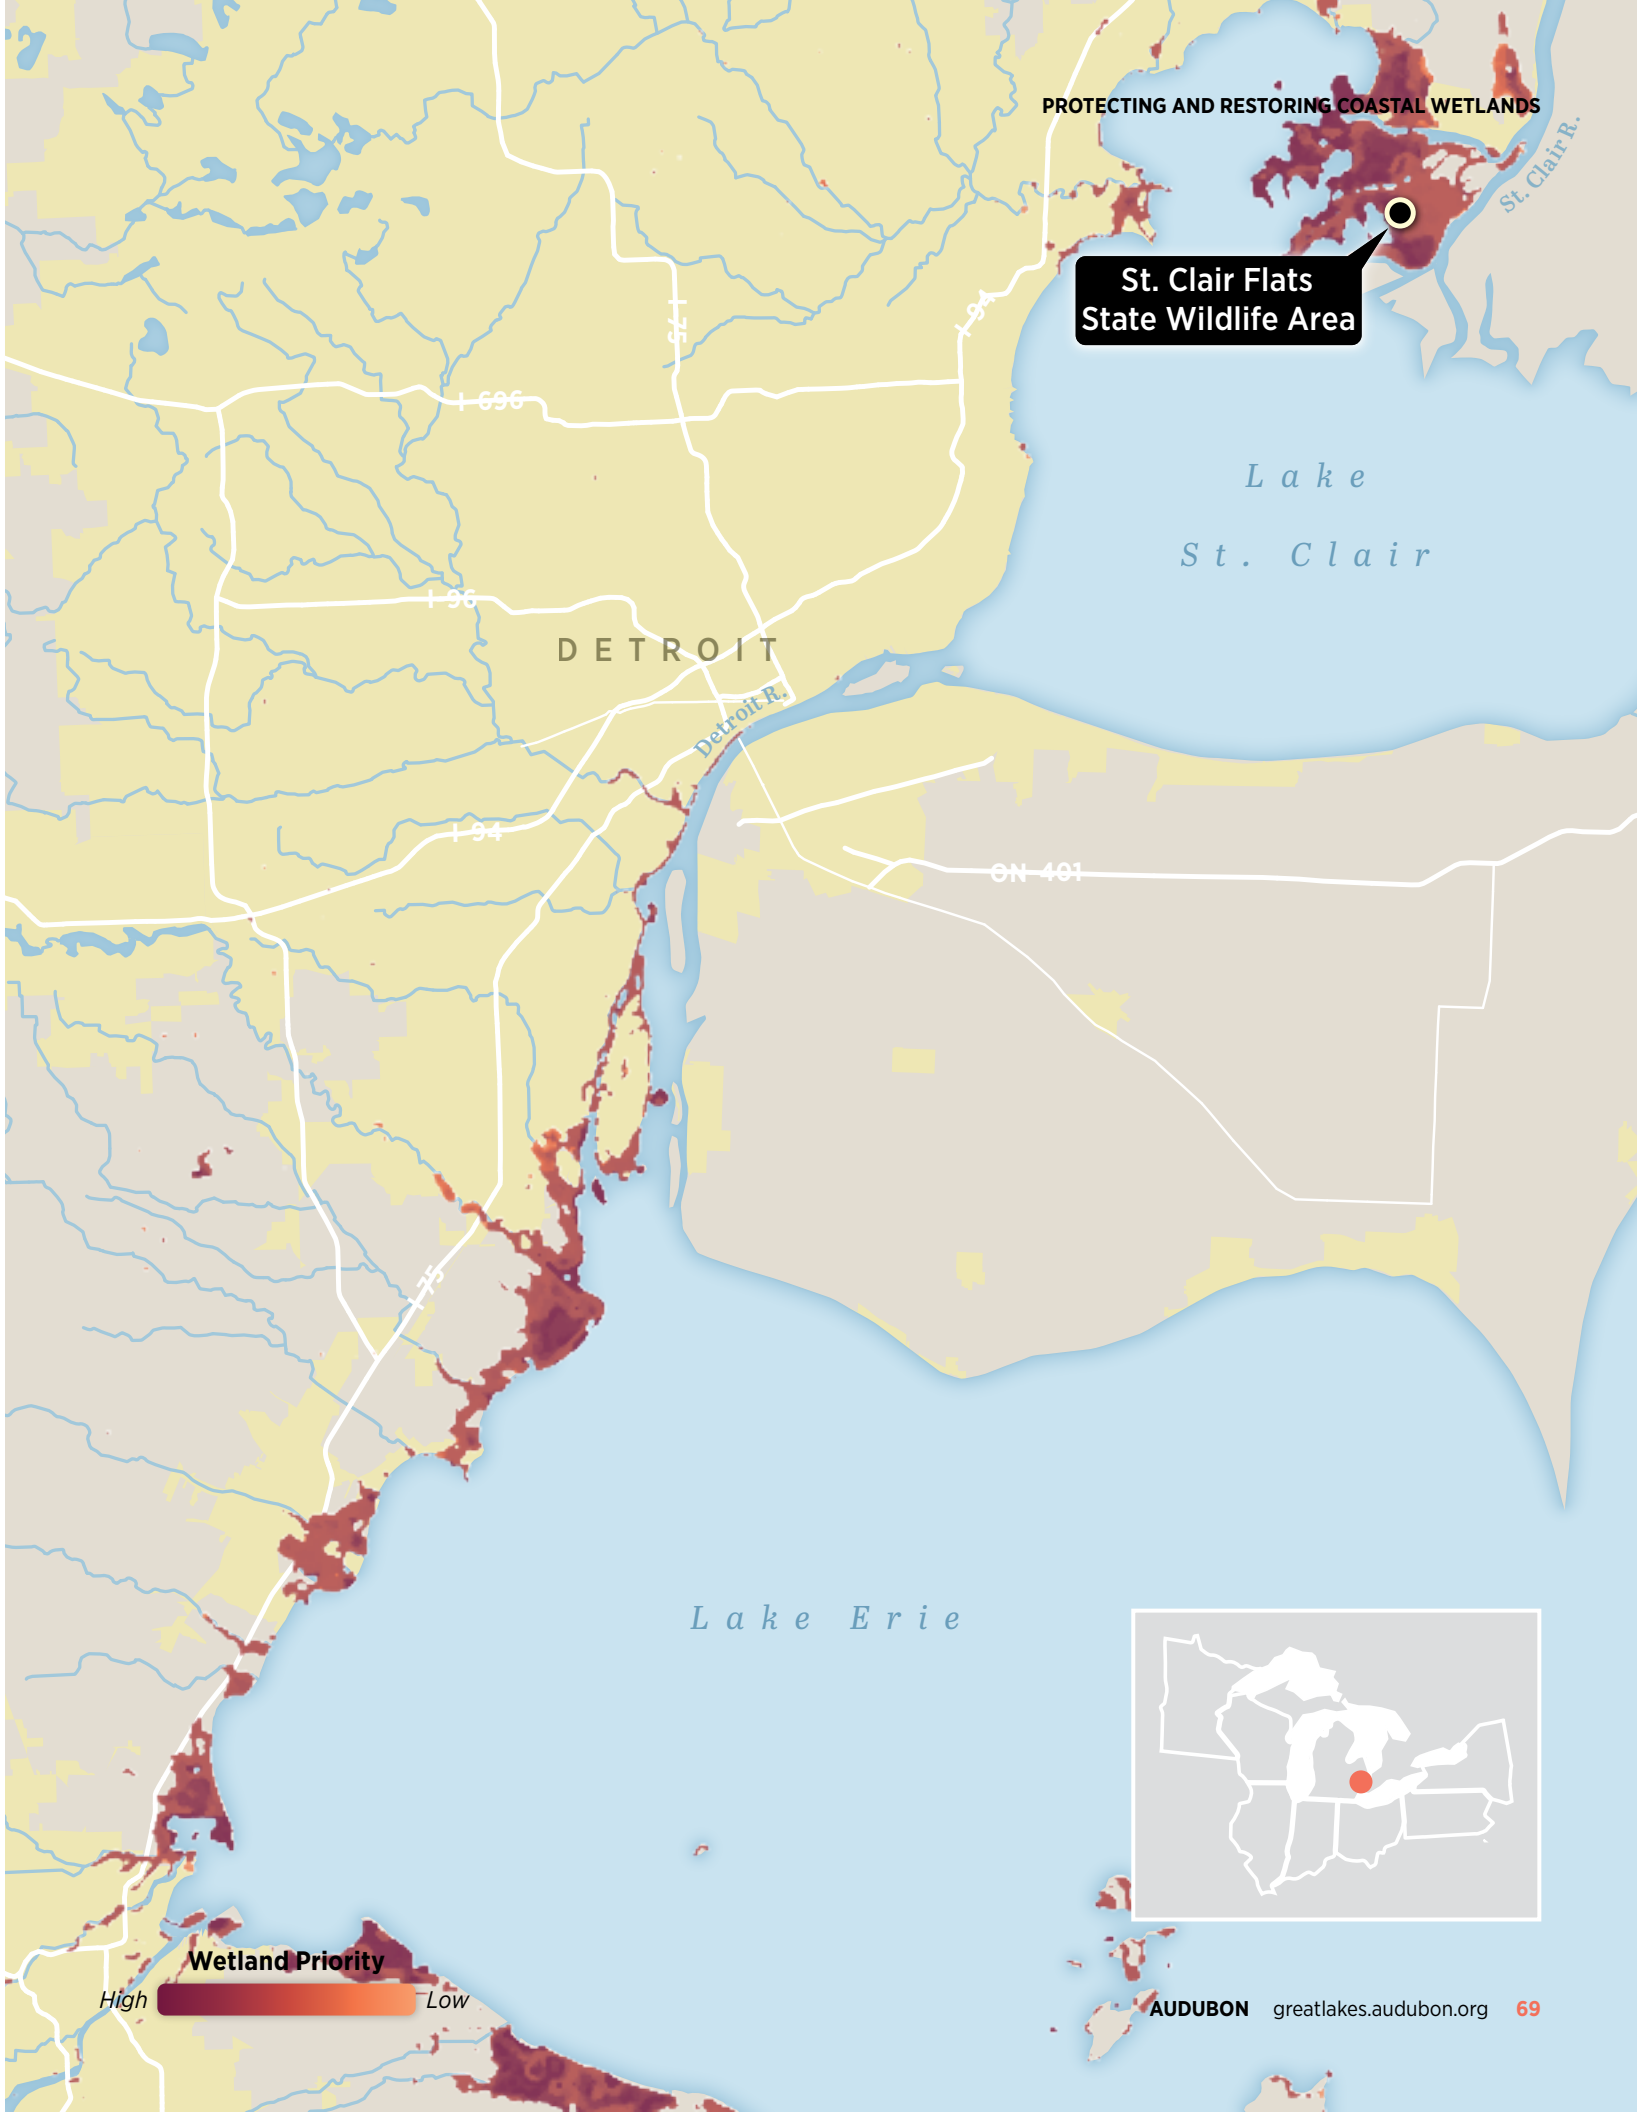 PROTECTING AND RESTORING COASTAL WETLANDS
St. Clair R.
St. Clair Flats
State Wildlife Area
I 75
I 94
I 696
Lake
St. Clair
I 96
DETROIT
Detroit R.
I 94
ON 401
I 75
Lake Erie
Wetland Priority
High
Low
AUDUBON greatlakes.audubon.org 69